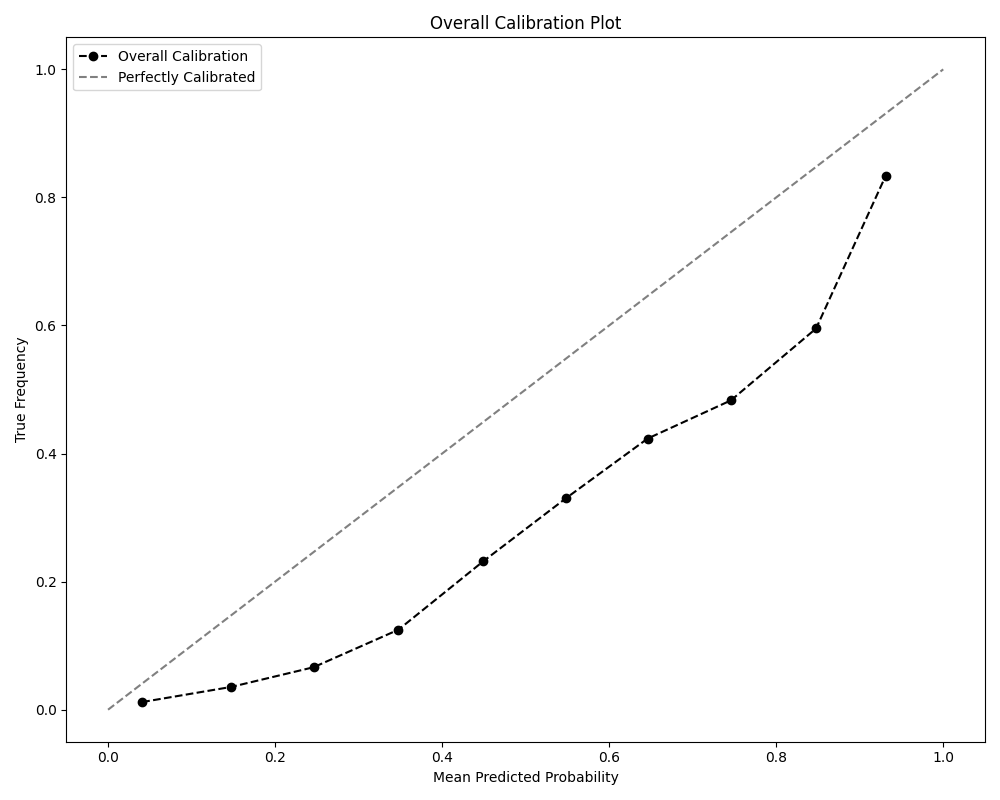 Overall Calibration Plot
Overall Calibration
Perfectly Calibrated
1.0
0.8
0.6
0.4
0.2
0.0
True Frequency
0.0 0.2 0.4 0.6 0.8 1.0
Mean Predicted Probability